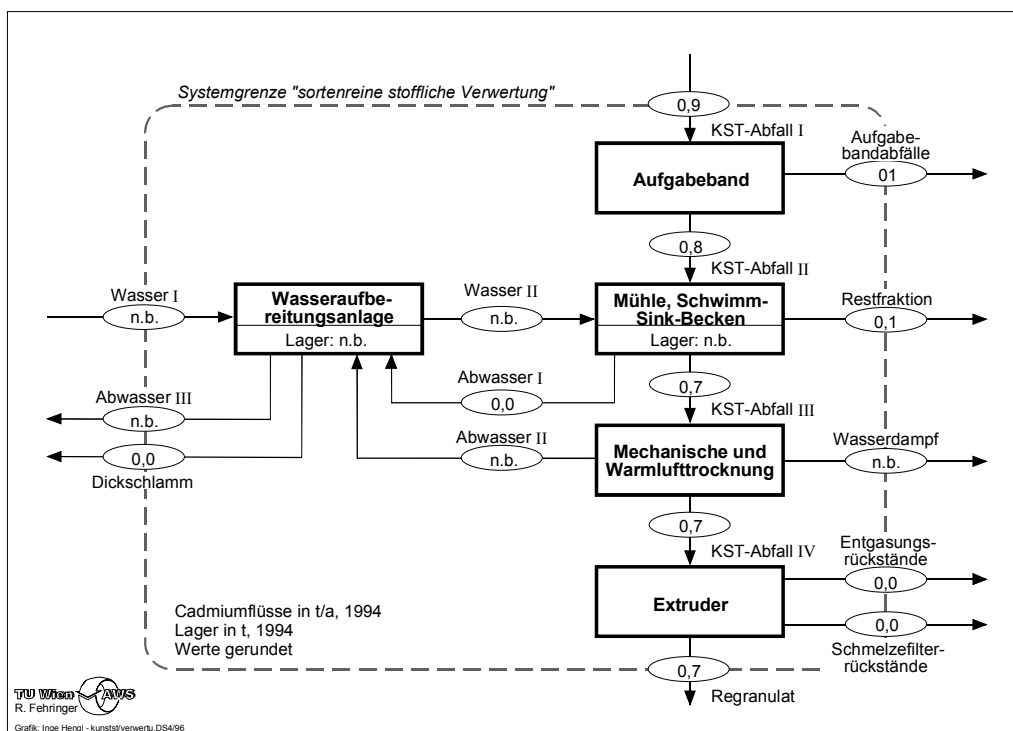 Systemgrenze "sortenreine stoffliche Verwertung"
0,9
KST-Abfall I
Aufgabe-
bandabfälle
Aufgabeband
01
0,8
KST-Abfall II
Wasser I
n.b.
Wasseraufbe-
reitungsanlage
Lager: n.b.
Wasser II
n.b.
Mühle, Schwimm-
Sink-Becken
Lager: n.b.
Restfraktion
0,1
Abwasser I
0,0
0,7
KST-Abfall III
Abwasser III
n.b.
0,0
Dickschlamm
Abwasser II
n.b.
Mechanische und
Warmlufttrocknung
Wasserdampf
n.b.
0,7
KST-Abfall IV
Entgasungs-
rückstände
0,0
Extruder
0,0
Schmelzefilter-
rückstände
0,7
Regranulat
Cadmiumflüsse in t/a, 1994
Lager in t, 1994
Werte gerundet
TU Wien AWS
R. Fehringer
Grafik: Inge Hengl - kunstst/verwertu.DS4/96